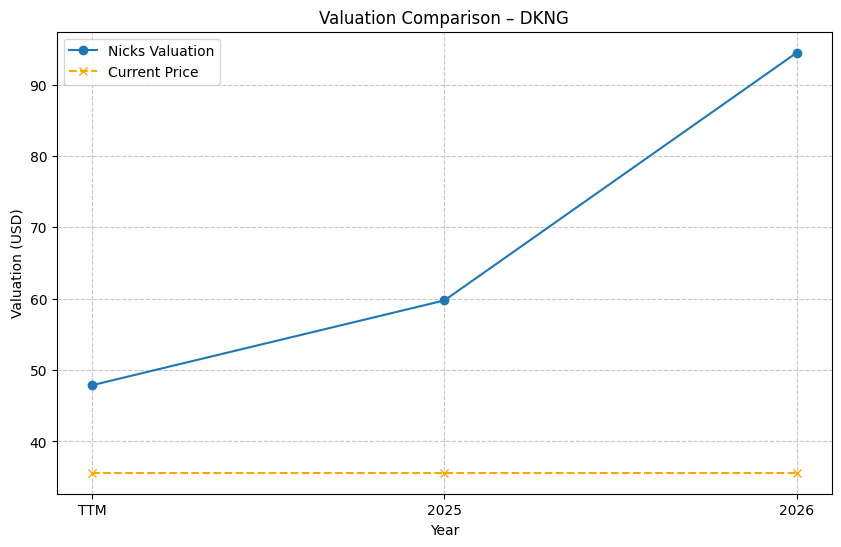 Valuation Comparison – DKNG
Nicks Valuation
Current Price
Valuation (USD)
90
80
70
60
50
40
TTM
2025
2026
Year